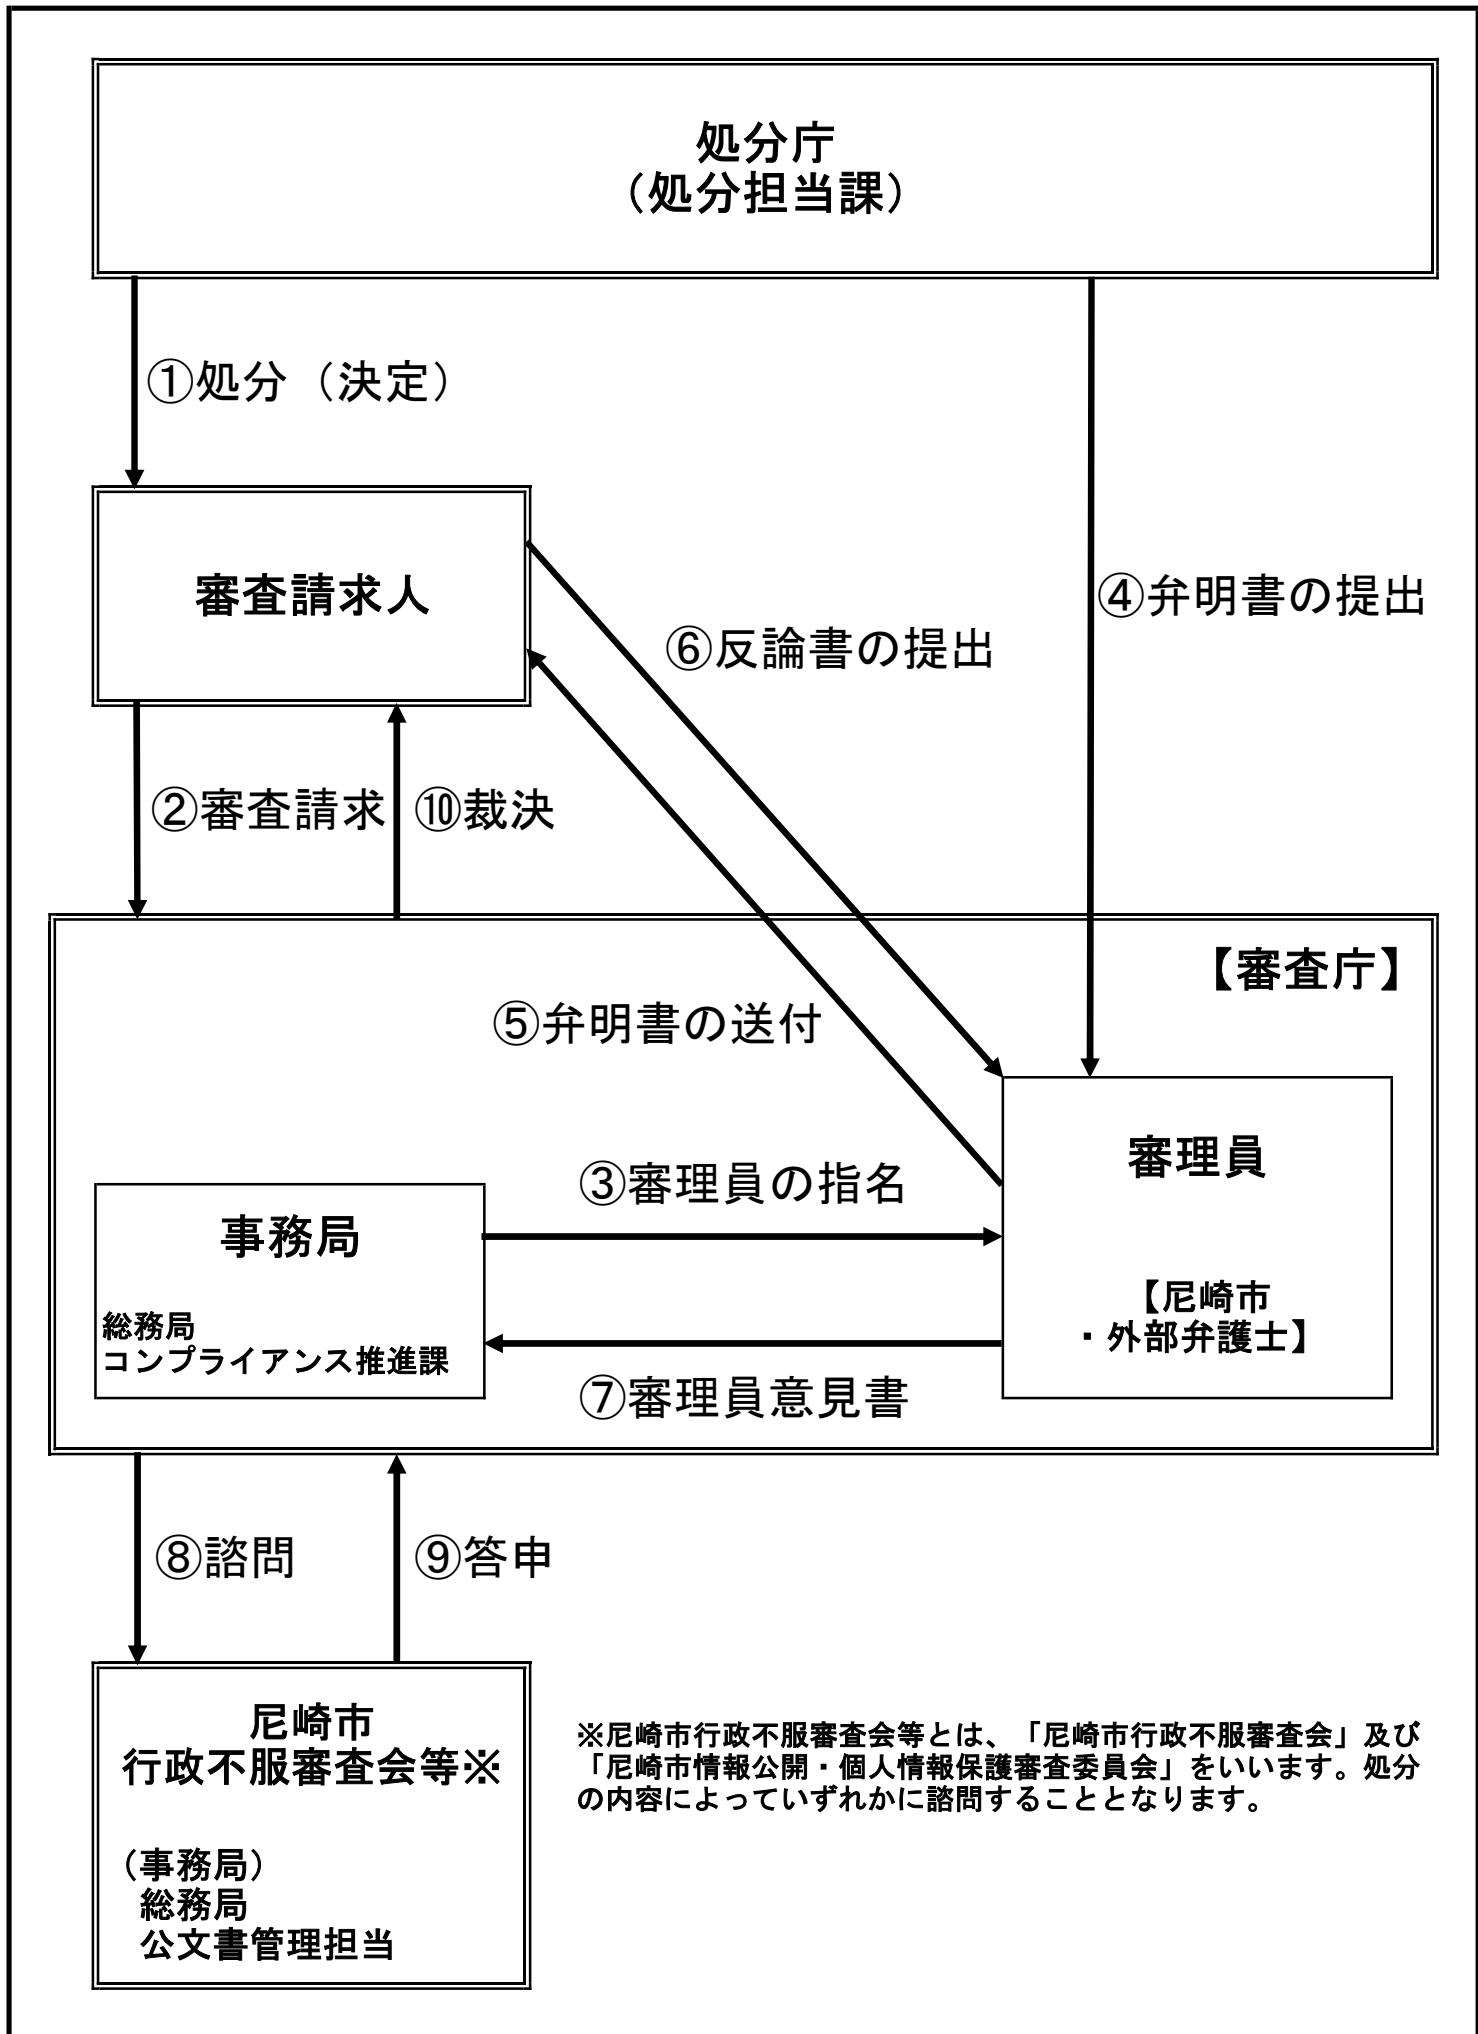 処分庁
（処分担当課）
①処分（決定）
審査請求人
④弁明書の提出
⑥反論書の提出
②審査請求
⑩裁決
【審査庁】
⑤弁明書の送付
③審理員の指名
審理員
【尼崎市
・外部弁護士】
事務局
総務局
コンプライアンス推進課
⑦審理員意見書
⑧諮問
⑨答申
尼崎市
行政不服審査会等※
（事務局）
総務局
公文書管理担当
※尼崎市行政不服審査会等とは、「尼崎市行政不服審査会」及び
「尼崎市情報公開・個人情報保護審査委員会」をいいます。処分
の内容によっていずれかに諮問することとなります。